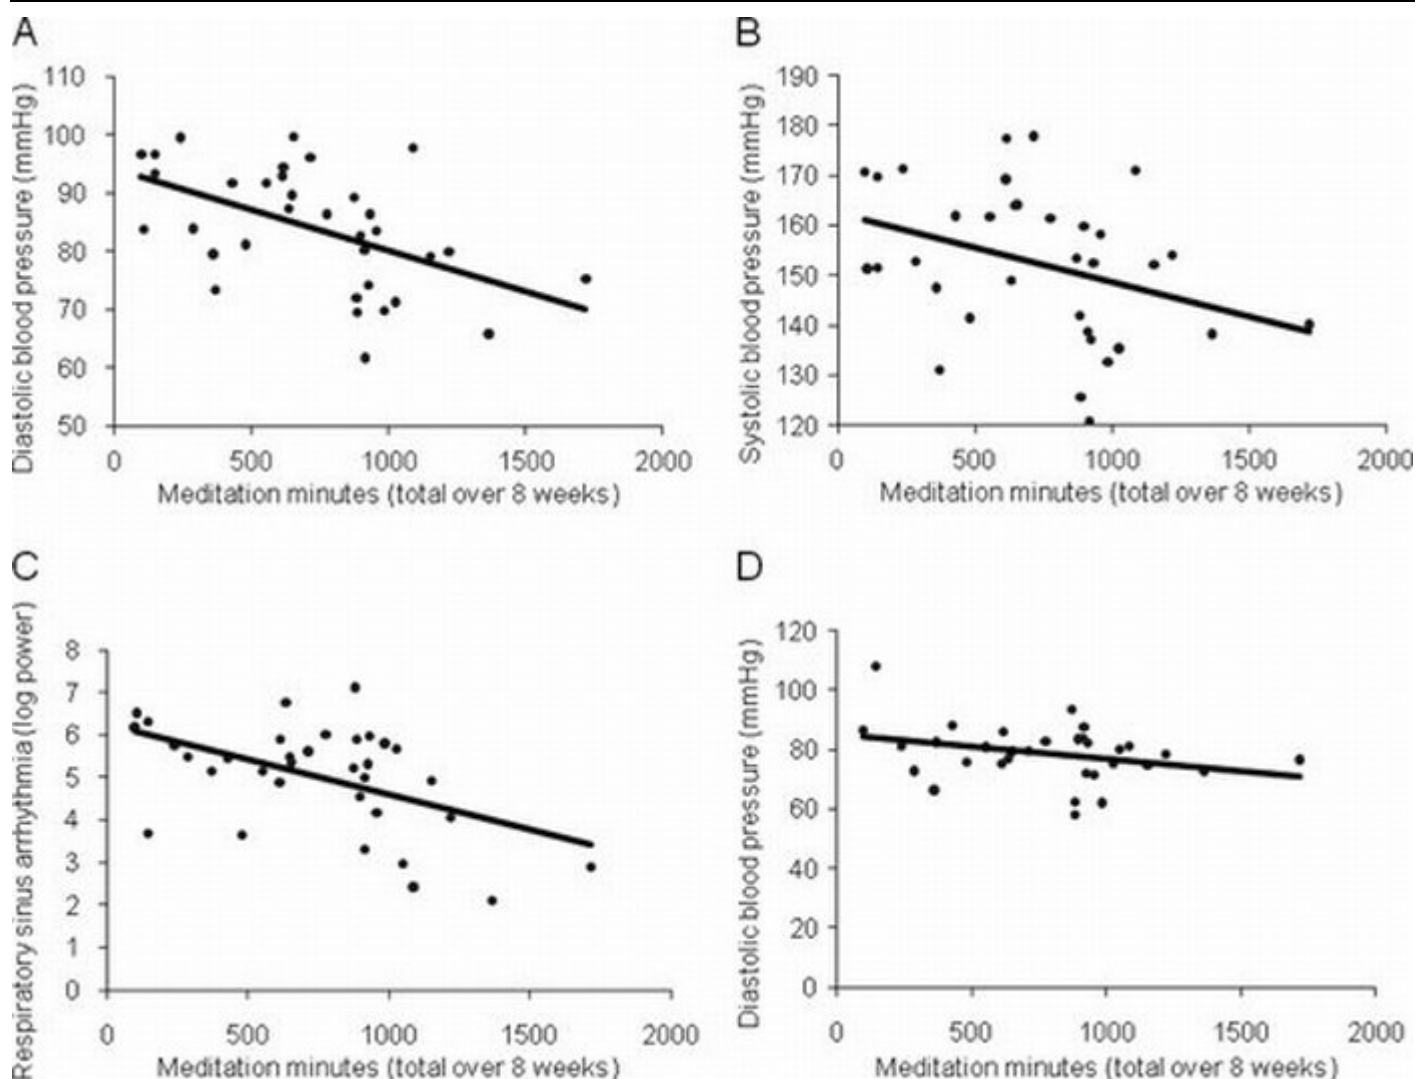 A
Diastolic blood pressure (mmHg)
110
100
90
80
70
60
50
0 500 1000 1500 2000
Meditation minutes (total over 8 weeks)
B
Systolic blood pressure (mmHg)
190
180
170
160
150
140
130
120
0 500 1000 1500 2000
Meditation minutes (total over 8 weeks)
C
Respiratory sinus arrhythmia (log power)
8
7
6
5
4
3
2
1
0
0 500 1000 1500 2000
Meditation minutes (total over 8 weeks)
D
Diastolic blood pressure (mmHg)
120
100
80
60
40
20
0
0 500 1000 1500 2000
Meditation minutes (total over 8 weeks)